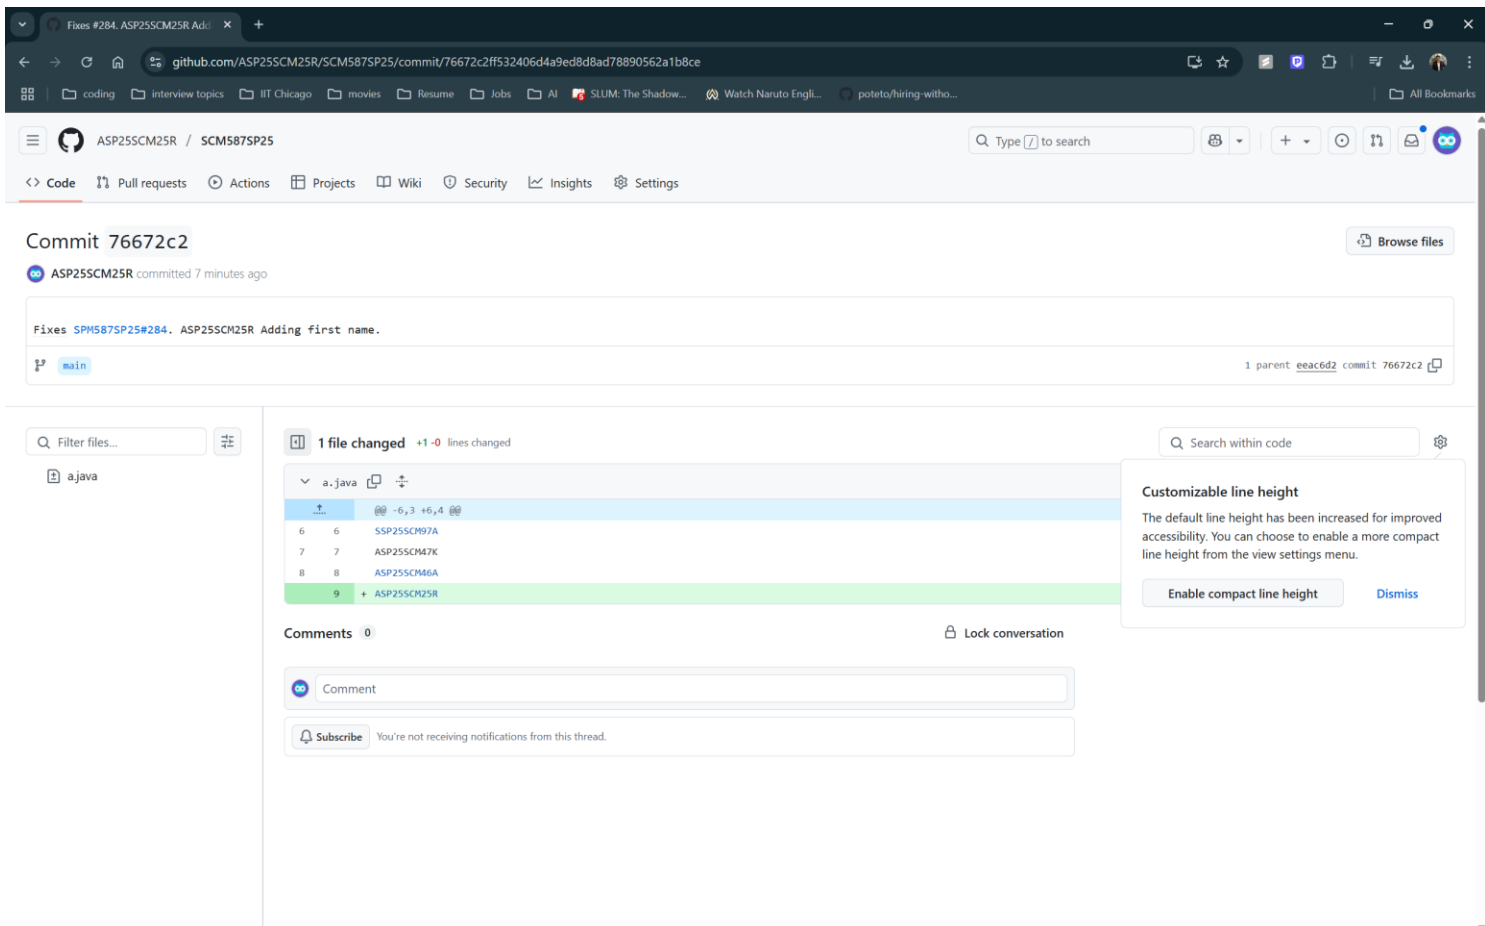 Fixes #284. ASP25SCM25R Add
github.com/ASP25SCM25R/SCM587SP25/commit/76672c2ff532406d4a9ed8d8ad78890562a1b8ce
coding interview topics IIT Chicago movies Resume Jobs AI SLUM: The Shadow... Watch Naruto Engli... poteto/hiring-witho... All Bookmarks
ASP25SCM25R / SCM587SP25 Type / to search
Code Pull requests Actions Projects Wiki Security Insights Settings
Commit 76672c2 Browse files
ASP25SCM25R committed 7 minutes ago
Fixes SPM587SP25#284. ASP25SCM25R Adding first name.
main 1 parent eeac6d2 commit 76672c2
Filter files... 1 file changed +1 -0 lines changed Search within code
a.java
a.java
@@ -6,3 +6,4 @@
6 6 SSP25SCM97A
7 7 ASP25SCM47K
8 8 ASP25SCM46A
9 + ASP25SCM25R
Customizable line height
The default line height has been increased for improved
accessibility. You can choose to enable a more compact
line height from the view settings menu.
Enable compact line height Dismiss
Comments 0 Lock conversation
Comment
Subscribe You're not receiving notifications from this thread.